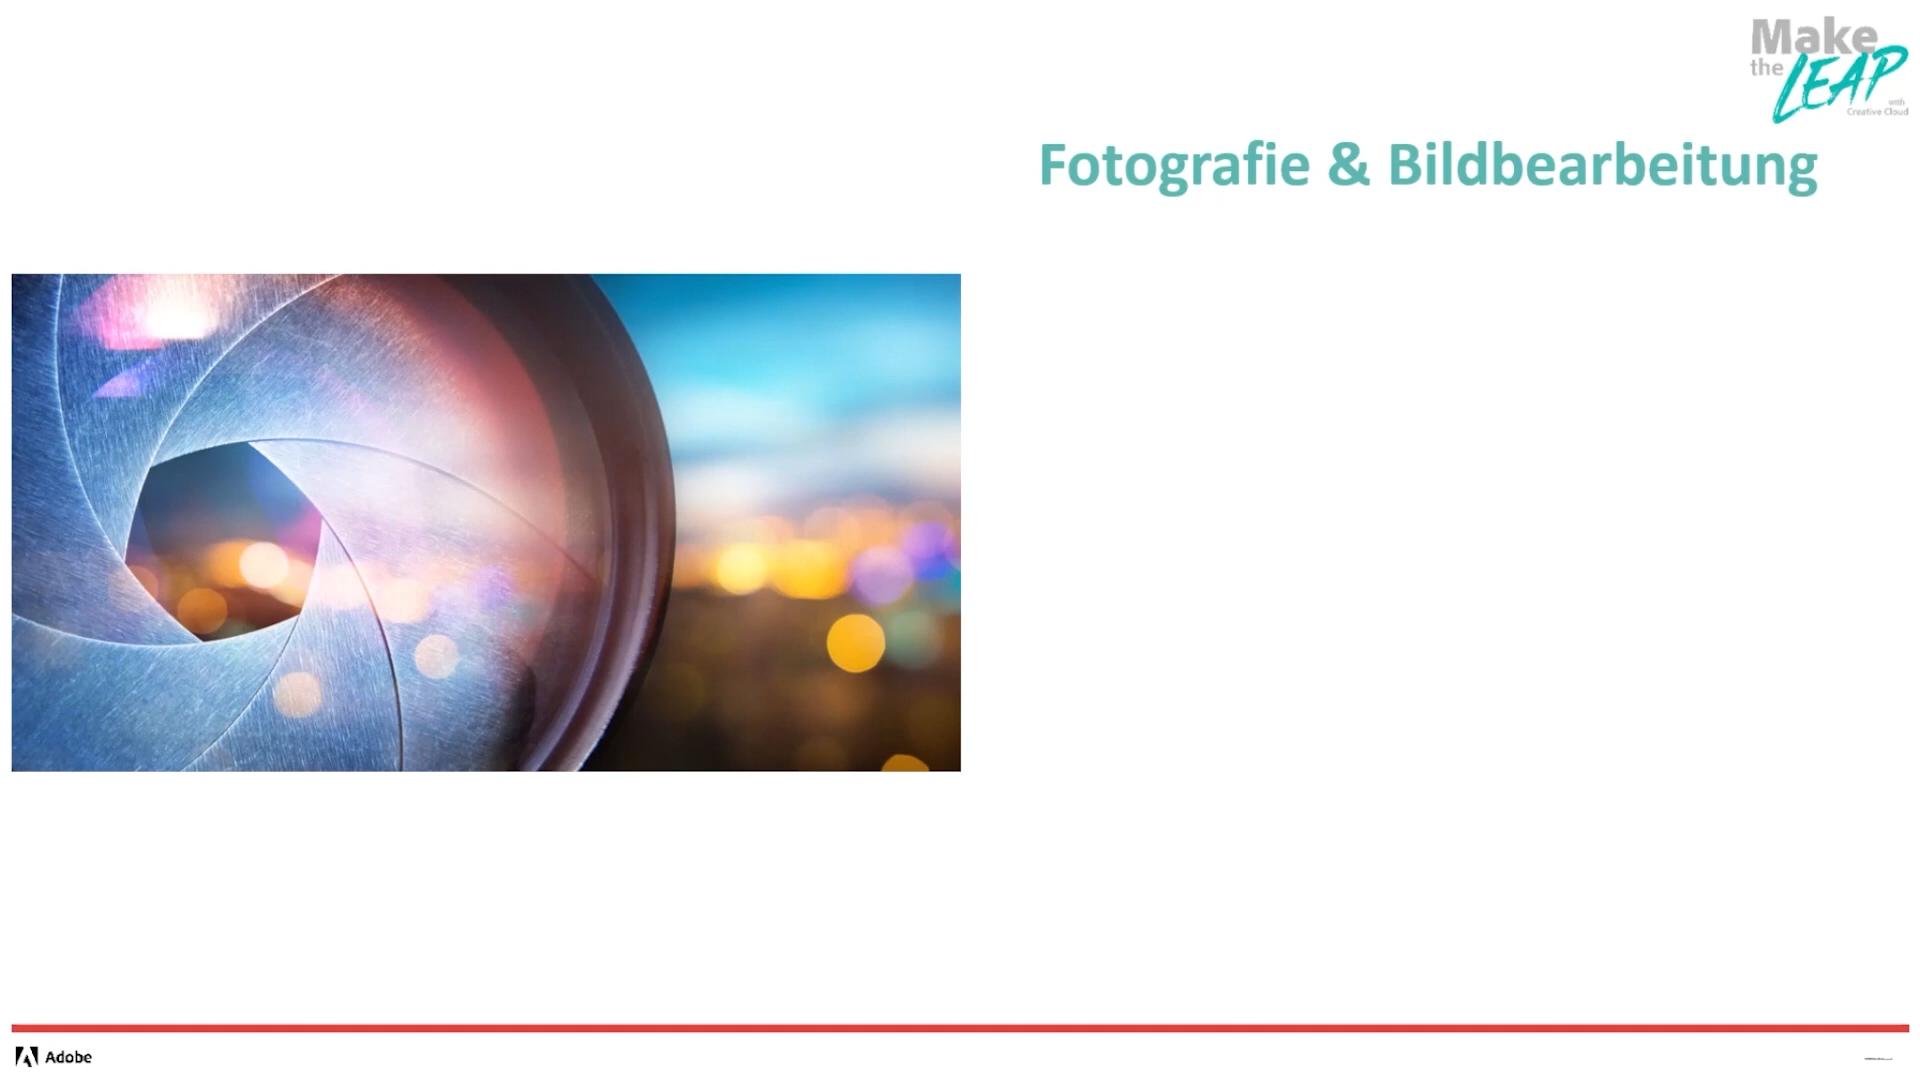 Make
the LEAP
with
Creative Cloud
Fotografie & Bildbearbeitung
Adobe